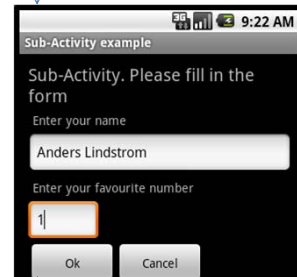 9:22 AM
Sub-Activity example
Sub-Activity. Please fill in the
form
Enter your name
Anders Lindstrom
Enter your favourite number
1
Ok Cancel